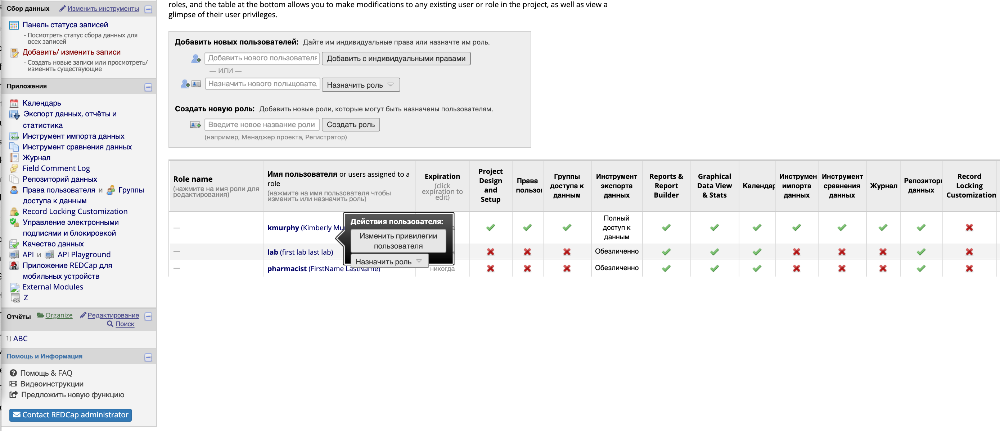 Сбор данных Изменить инструменты
Панель статуса записей
- Посмотреть статус сбора данных для
всех записей
Добавить/ изменить записи
- Создать новые записи или просмотреть/
изменить существующие
Приложения
Календарь
Экспорт данных, отчёты и
статистика
Инструмент импорта данных
Инструмент сравнения данных
Журнал
Field Comment Log
Репозиторий данных
Права пользователя и Группы
доступа к данным
Record Locking Customization
Управление электронными
подписями и блокировкой
Качество данных
API и API Playground
Приложение REDCap для
мобильных устройств
External Modules
Z
Отчёты Organize Редактирование
Поиск
1) ABC
Помощь и Информация
Помощь & FAQ
Видеоинструкции
Предложить новую функцию
Contact REDCap administrator
roles, and the table at the bottom allows you to make modifications to any existing user or role in the project, as well as view a
glimpse of their user privileges.
Добавить новых пользователей: Дайте им индивидуальные права или назначте им роль.
Добавить нового пользователя Добавить с индивидуальными правами
— ИЛИ —
Назначить нового польщовате. Назначить роль
Создать новую роль: Добавить новые роли, которые могут быть назначены пользователям.
Введите новое название роли Создать роль
(например, Менаджер проекта, Регистратор)
Role name
(нажмите на имя роли для
редактирования)
Имя пользователя or users assigned to a
role
(нажмите на имя пользователя чтобы
изменить или назначить роль)
Expiration
(click
expiration to
edit)
Project
Design
and
Setup
Права
пользо
Группы
доступа к
данным
Инструмент
экспорта
данных
Reports &
Report
Builder
Graphical
Data View
& Stats
Календар
Инструмен
импорта
данных
Инструмент
сравнения
данных
Журнал
Репозитор
данных
Record
Locking
Customization
— kmurphy (Kimberly Mu
Полный
доступ к
данным
— lab (first lab last lab) Обезличенно
— pharmacist (FirstName LastName) никогда Обезличенно
Действия пользователя:
Изменить привилегии
пользователя
Назначить роль